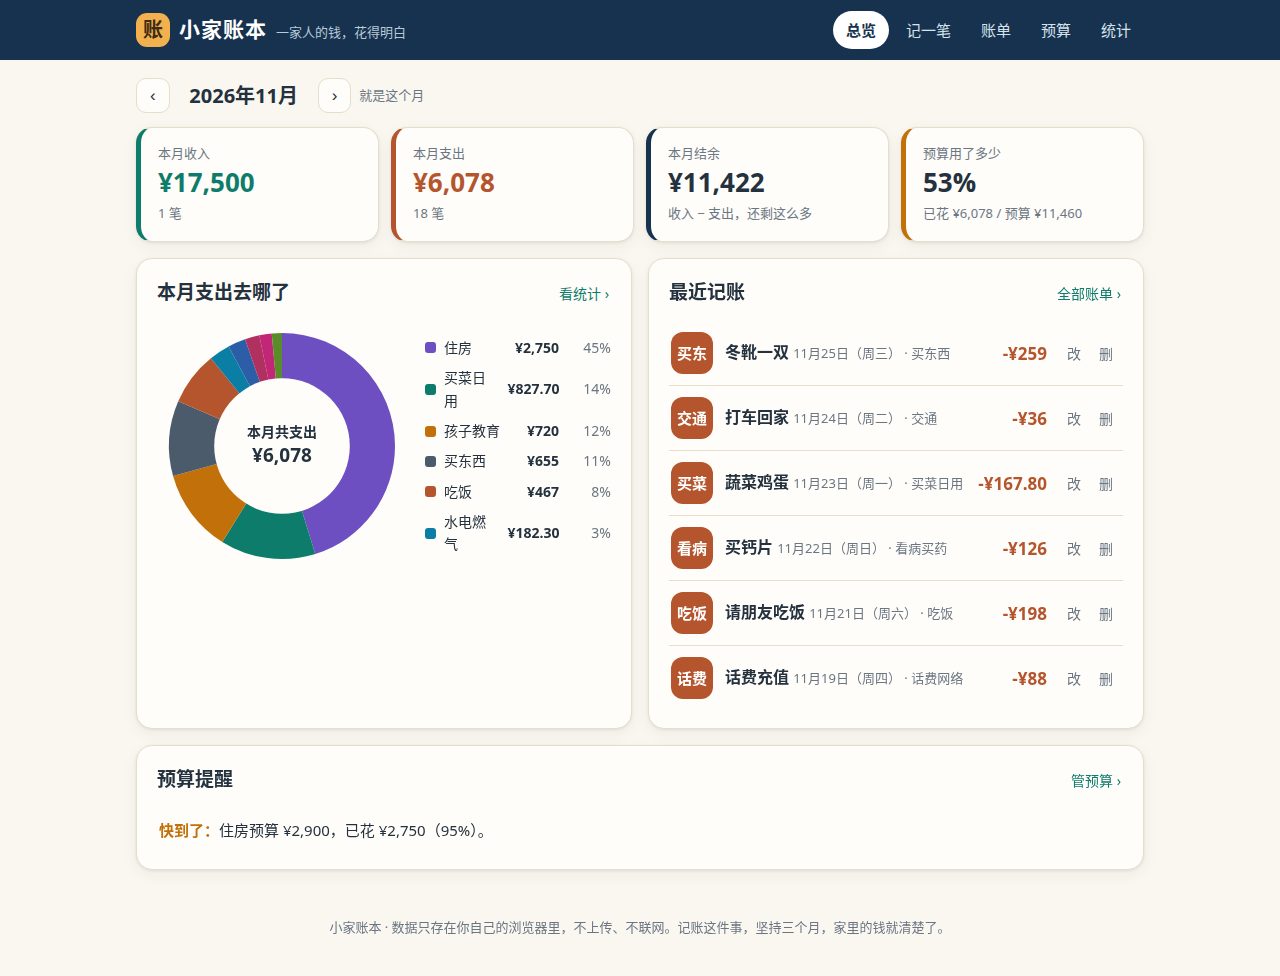 账 小家账本 一家人的钱，花得明白 总览 记一笔 账单 预算 统计
‹ 2026年11月 › 就是这个月
本月收入
¥17,500
1 笔
本月支出
¥6,078
18 笔
本月结余
¥11,422
收入 − 支出，还剩这么多
预算用了多少
53%
已花 ¥6,078 / 预算 ¥11,460
本月支出去哪了 看统计 ›
本月共支出
¥6,078
住房 ¥2,750 45%
买菜日
用 ¥827.70 14%
孩子教育 ¥720 12%
买东西 ¥655 11%
吃饭 ¥467 8%
水电燃
气 ¥182.30 3%
最近记账 全部账单 ›
买东 冬靴一双 11月25日（周三） · 买东西 -¥259 改 删
交通 打车回家 11月24日（周二） · 交通 -¥36 改 删
买菜 蔬菜鸡蛋 11月23日（周一） · 买菜日用 -¥167.80 改 删
看病 买钙片 11月22日（周日） · 看病买药 -¥126 改 删
吃饭 请朋友吃饭 11月21日（周六） · 吃饭 -¥198 改 删
话费 话费充值 11月19日（周四） · 话费网络 -¥88 改 删
预算提醒 管预算 ›
快到了：住房预算 ¥2,900，已花 ¥2,750（95%）。
小家账本 · 数据只存在你自己的浏览器里，不上传、不联网。记账这件事，坚持三个月，家里的钱就清楚了。